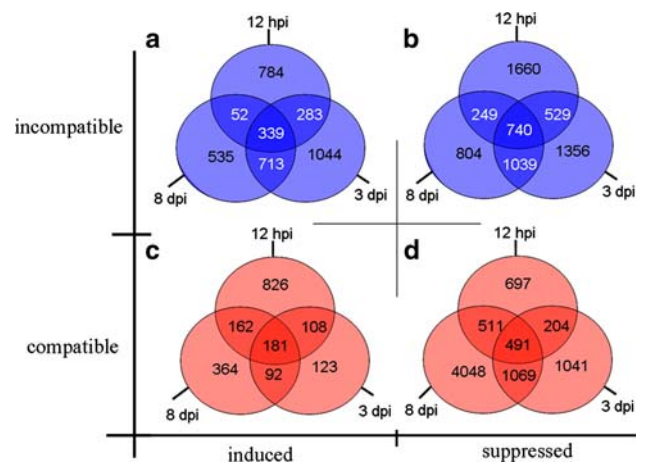 a
12 hpi
784
52
283
339
535
713
1044
8 dpi
3 dpi
b
12 hpi
1660
249
529
740
804
1039
1356
8 dpi
3 dpi
incompatible
c
12 hpi
826
162
108
181
364
92
123
8 dpi
3 dpi
d
12 hpi
697
511
204
491
4048
1069
1041
8 dpi
3 dpi
compatible
induced
suppressed